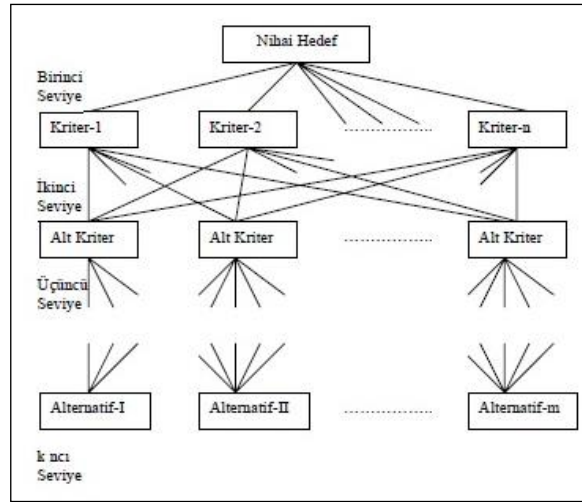 Nihai Hedef
Birinci
Seviye
Kriter-1
Kriter-2
....................
Kriter-n
İkinci
Seviye
Alt Kriter
Alt Kriter
....................
Alt Kriter
Üçüncü
Seviye
Alternatif-I
Alternatif-II
....................
Alternatif-m
k ncı
Seviye